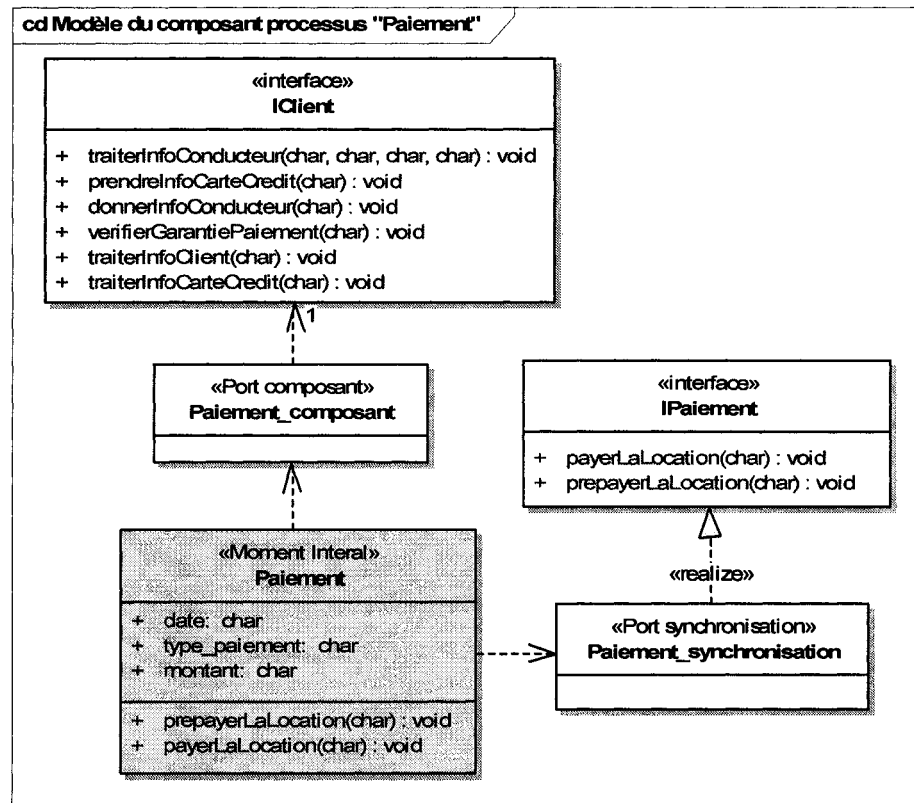 cd Modèle du composant processus "Paiement"
«interface»
IClient
+ traiterInfoConducteur(char, char, char, char) : void
+ prendreInfoCarteCredit(char) : void
+ donnerInfoConducteur(char) : void
+ verifierGarantiePaiement(char) : void
+ traiterInfoClient(char) : void
+ traiterInfoCarteCredit(char) : void
1
«Port composant»
Paiement_composant
«interface»
IPaiement
+ payerLaLocation(char) : void
+ prepayerLaLocation(char) : void
«Moment Interal»
Paiement
+ date: char
+ type_paiement: char
+ montant: char
+ prepayerLaLocation(char) : void
+ payerLaLocation(char) : void
«realize»
«Port synchronisation»
Paiement_synchronisation